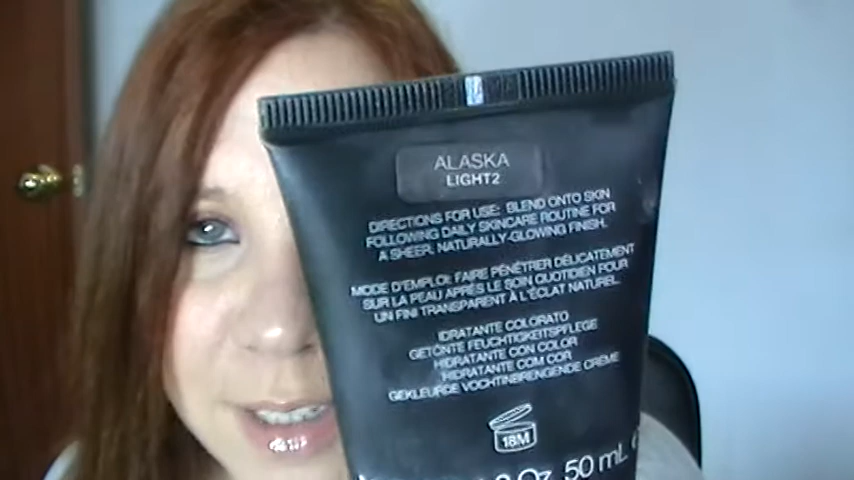 ALASKA
LIGHT2
DIRECTIONS FOR USE: BLEND ONTO SKIN
FOLLOWING DAILY SKINCARE ROUTINE FOR
A SHEER, NATURALLY-GLOWING FINISH.
MODE D'EMPLOI: FAIRE PÉNÉTRER DÉLICATEMENT
SUR LA PEAU APRÈS LE SOIN QUOTIDIEN POUR
UN FINI TRANSPARENT À L'ÉCLAT NATUREL.
IDRATANTE COLORATO
GETÖNTE FEUCHTIGKEITSPFLEGE
HIDRATANTE CON COLOR
HIDRATANTE COM COR
GEKLEURDE VOCHTINBRENGENDE CRÈME
18M
Oz. 50 mL